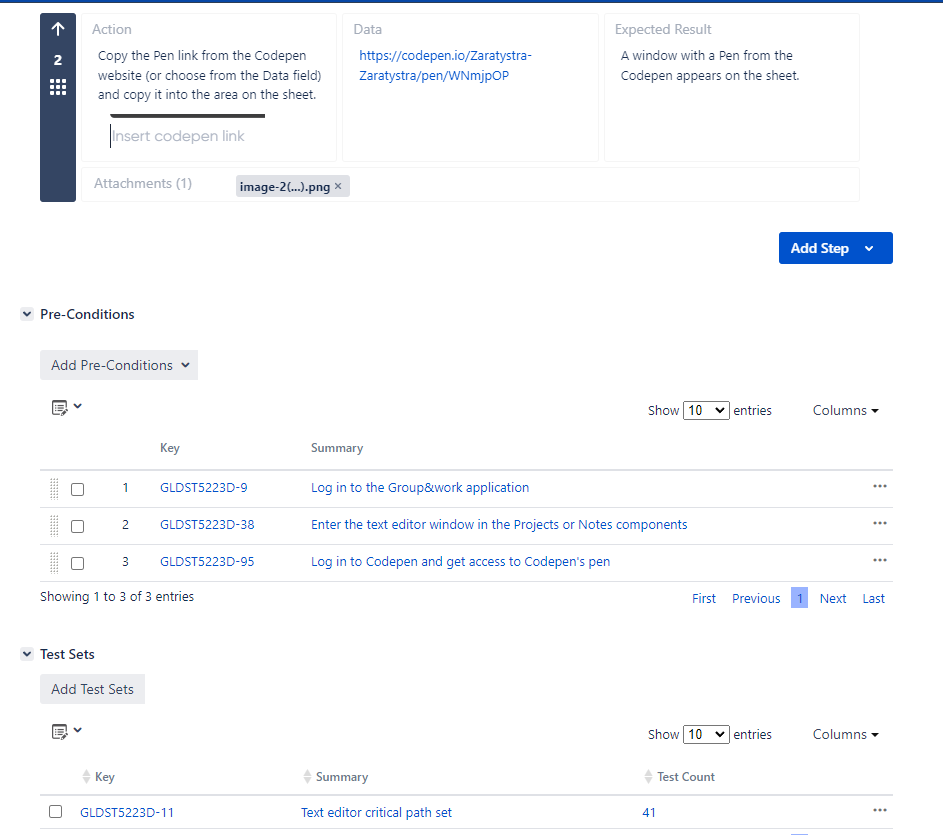 Action
Data
Expected Result
2
Copy the Pen link from the Codepen
website (or choose from the Data field)
and copy it into the area on the sheet.
https://codepen.io/Zaratystra-
Zaratystra/pen/WNmjpOP
A window with a Pen from the
Codepen appears on the sheet.
Insert codepen link
Attachments (1)
image-2(...).png ×
Add Step
Pre-Conditions
Add Pre-Conditions
Show 10 entries
Columns
Key Summary
1 GLDST5223D-9 Log in to the Group&work application
2 GLDST5223D-38 Enter the text editor window in the Projects or Notes components
3 GLDST5223D-95 Log in to Codepen and get access to Codepen's pen
Showing 1 to 3 of 3 entries
First Previous 1 Next Last
Test Sets
Add Test Sets
Show 10 entries
Columns
Key Summary Test Count
GLDST5223D-11 Text editor critical path set 41